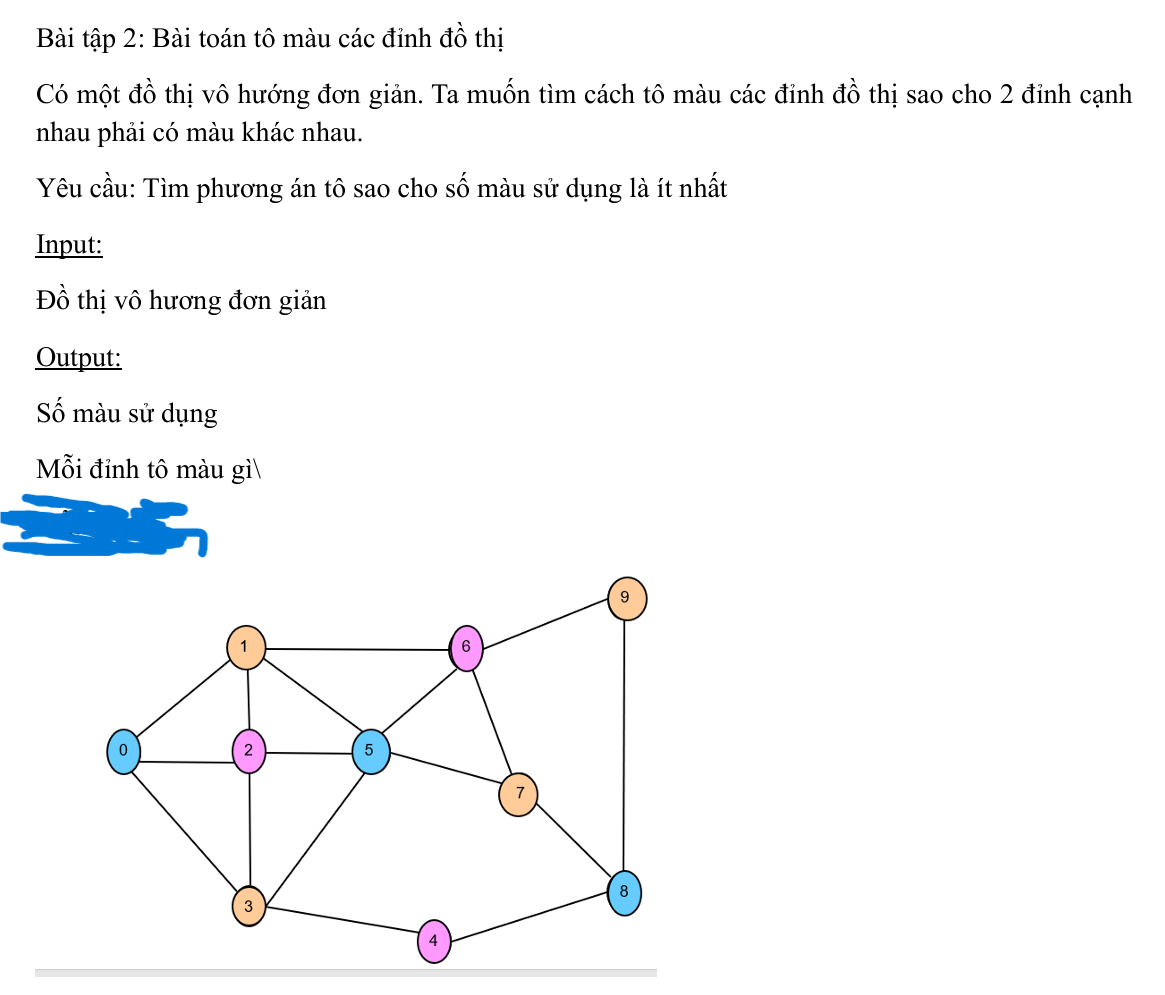 Bài tập 2: Bài toán tô màu các đỉnh đồ thị
Có một đồ thị vô hướng đơn giản. Ta muốn tìm cách tô màu các đỉnh đồ thị sao cho 2 đỉnh cạnh
nhau phải có màu khác nhau.
Yêu cầu: Tìm phương án tô sao cho số màu sử dụng là ít nhất
Input:
Đồ thị vô hương đơn giản
Output:
Số màu sử dụng
Mỗi đỉnh tô màu gì\
9
1
6
0
2
5
7
8
3
4